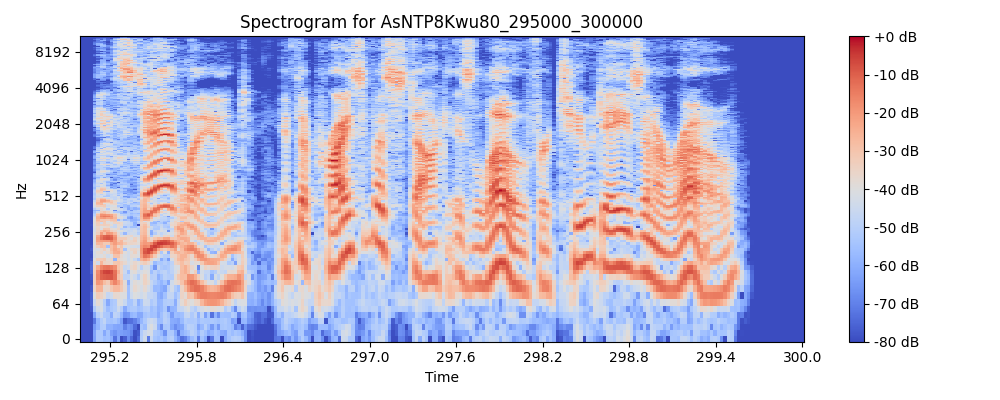 Spectrogram for AsNTP8Kwu80_295000_300000
+0 dB
8192
-10 dB
4096
-20 dB
2048
-30 dB
1024
Hz
-40 dB
512
-50 dB
256
-60 dB
128
64
-70 dB
0
-80 dB
295.2 295.8 296.4 297.0 297.6 298.2 298.8 299.4 300.0
Time